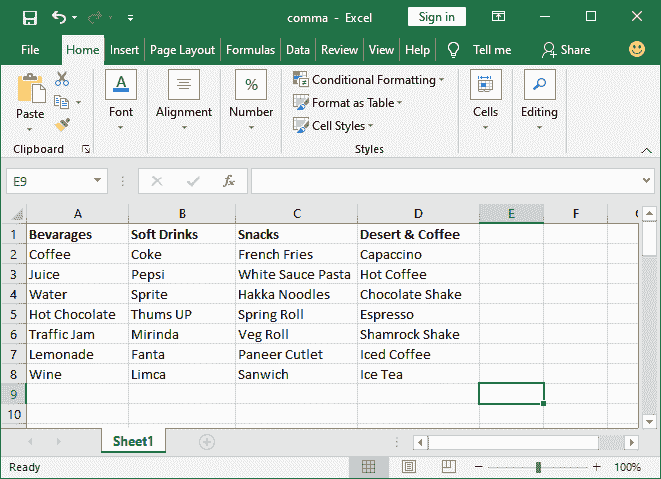 comma - Excel
Sign in
File Home Insert Page Layout Formulas Data Review View Help Tell me Share
Paste
Clipboard
Font
Alignment
%
Number
Conditional Formatting
Format as Table
Cell Styles
Styles
Cells
Editing
E9
fx
A B C D E F
1 Bevarages Soft Drinks Snacks Desert & Coffee
2 Coffee Coke French Fries Capaccino
3 Juice Pepsi White Sauce Pasta Hot Coffee
4 Water Sprite Hakka Noodles Chocolate Shake
5 Hot Chocolate Thums UP Spring Roll Espresso
6 Traffic Jam Mirinda Veg Roll Shamrock Shake
7 Lemonade Fanta Paneer Cutlet Iced Coffee
8 Wine Limca Sanwich Ice Tea
9
10
Sheet1
Ready
100%